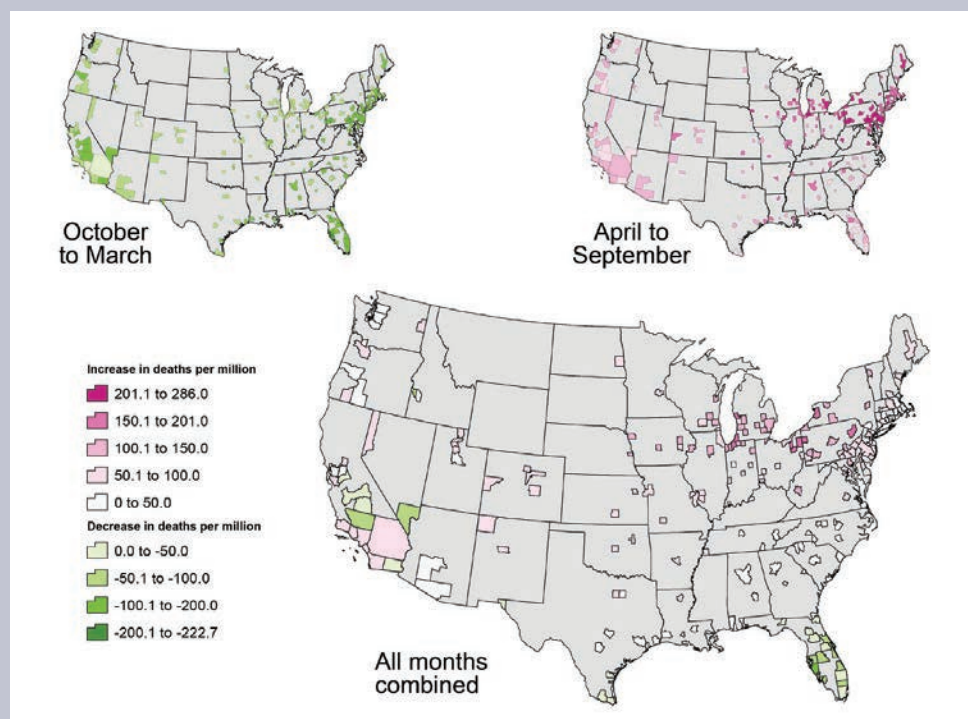 October
to March
April to
September
Increase in deaths per million
201.1 to 286.0
150.1 to 201.0
100.1 to 150.0
50.1 to 100.0
0 to 50.0
Decrease in deaths per million
0.0 to -50.0
-50.1 to -100.0
-100.1 to -200.0
-200.1 to -222.7
All months
combined